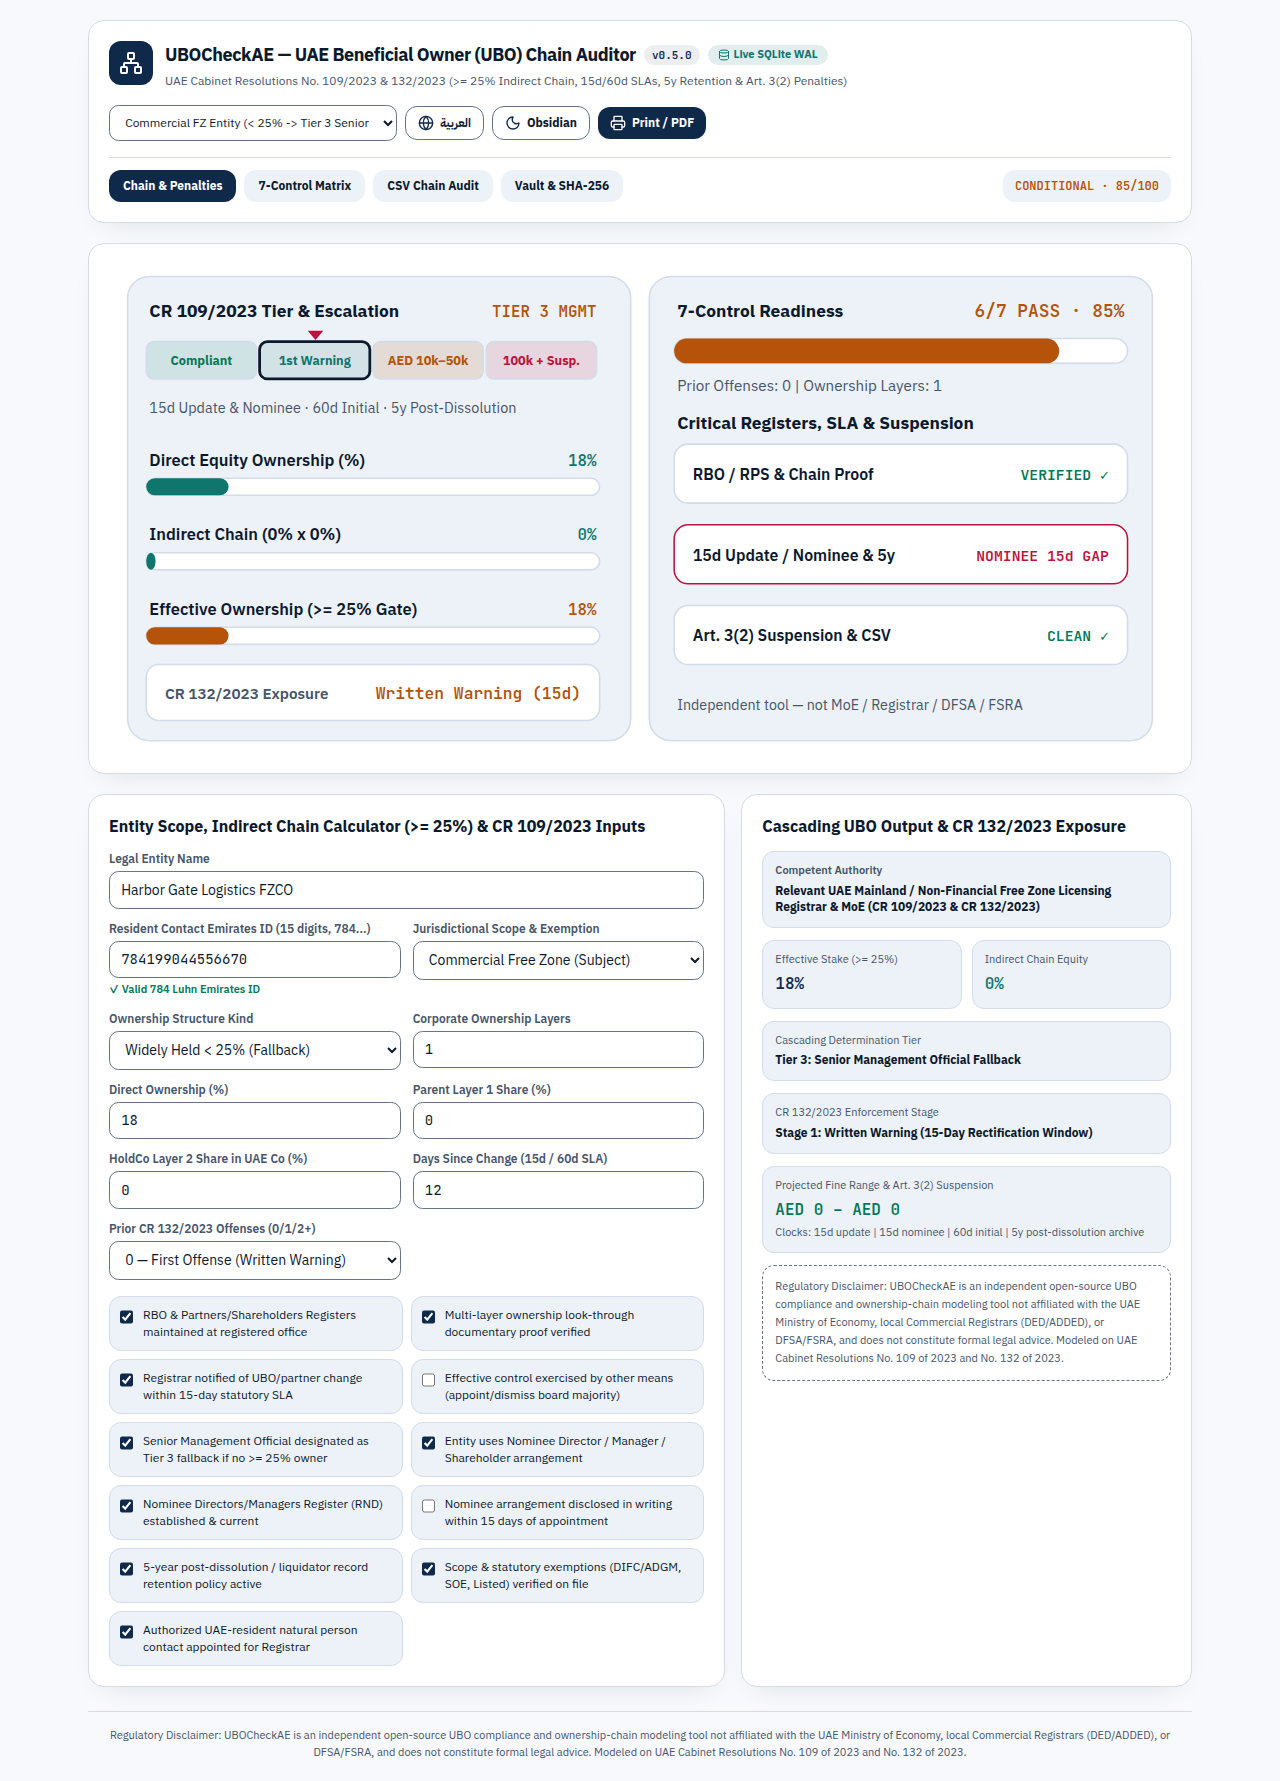 UBOCheckAE — UAE Beneficial Owner (UBO) Chain Auditor
v0.5.0
Live SQLite WAL
UAE Cabinet Resolutions No. 109/2023 & 132/2023 (>= 25% Indirect Chain, 15d/60d SLAs, 5y Retention & Art. 3(2) Penalties)
Commercial FZ Entity (< 25% -> Tier 3 Senior
العربية
Obsidian
Print / PDF
Chain & Penalties
7-Control Matrix
CSV Chain Audit
Vault & SHA-256
CONDITIONAL · 85/100
CR 109/2023 Tier & Escalation
TIER 3 MGMT
Compliant
1st Warning
AED 10k–50k
100k + Susp.
15d Update & Nominee · 60d Initial · 5y Post-Dissolution
Direct Equity Ownership (%)
18%
Indirect Chain (0% x 0%)
0%
Effective Ownership (>= 25% Gate)
18%
CR 132/2023 Exposure
Written Warning (15d)
7-Control Readiness
6/7 PASS · 85%
Prior Offenses: 0 | Ownership Layers: 1
Critical Registers, SLA & Suspension
RBO / RPS & Chain Proof
VERIFIED ✓
15d Update / Nominee & 5y
NOMINEE 15d GAP
Art. 3(2) Suspension & CSV
CLEAN ✓
Independent tool — not MoE / Registrar / DFSA / FSRA
Entity Scope, Indirect Chain Calculator (>= 25%) & CR 109/2023 Inputs
Legal Entity Name
Harbor Gate Logistics FZCO
Resident Contact Emirates ID (15 digits, 784...)
Jurisdictional Scope & Exemption
784199044556670
Commercial Free Zone (Subject)
✓ Valid 784 Luhn Emirates ID
Ownership Structure Kind
Corporate Ownership Layers
Widely Held < 25% (Fallback)
1
Direct Ownership (%)
Parent Layer 1 Share (%)
18
0
HoldCo Layer 2 Share in UAE Co (%)
Days Since Change (15d / 60d SLA)
0
12
Prior CR 132/2023 Offenses (0/1/2+)
0 — First Offense (Written Warning)
RBO & Partners/Shareholders Registers
maintained at registered office
Multi-layer ownership look-through
documentary proof verified
Registrar notified of UBO/partner change
within 15-day statutory SLA
Effective control exercised by other means
(appoint/dismiss board majority)
Senior Management Official designated as
Tier 3 fallback if no >= 25% owner
Entity uses Nominee Director / Manager /
Shareholder arrangement
Nominee Directors/Managers Register (RND)
established & current
Nominee arrangement disclosed in writing
within 15 days of appointment
5-year post-dissolution / liquidator record
retention policy active
Scope & statutory exemptions (DIFC/ADGM,
SOE, Listed) verified on file
Authorized UAE-resident natural person
contact appointed for Registrar
Cascading UBO Output & CR 132/2023 Exposure
Competent Authority
Relevant UAE Mainland / Non-Financial Free Zone Licensing
Registrar & MoE (CR 109/2023 & CR 132/2023)
Effective Stake (>= 25%)
18%
Indirect Chain Equity
0%
Cascading Determination Tier
Tier 3: Senior Management Official Fallback
CR 132/2023 Enforcement Stage
Stage 1: Written Warning (15-Day Rectification Window)
Projected Fine Range & Art. 3(2) Suspension
AED 0 – AED 0
Clocks: 15d update | 15d nominee | 60d initial | 5y post-dissolution archive
Regulatory Disclaimer: UBOCheckAE is an independent open-source UBO
compliance and ownership-chain modeling tool not affiliated with the UAE
Ministry of Economy, local Commercial Registrars (DED/ADDED), or
DFSA/FSRA, and does not constitute formal legal advice. Modeled on UAE
Cabinet Resolutions No. 109 of 2023 and No. 132 of 2023.
Regulatory Disclaimer: UBOCheckAE is an independent open-source UBO compliance and ownership-chain modeling tool not affiliated with the UAE Ministry of Economy, local Commercial Registrars (DED/ADDED), or
DFSA/FSRA, and does not constitute formal legal advice. Modeled on UAE Cabinet Resolutions No. 109 of 2023 and No. 132 of 2023.